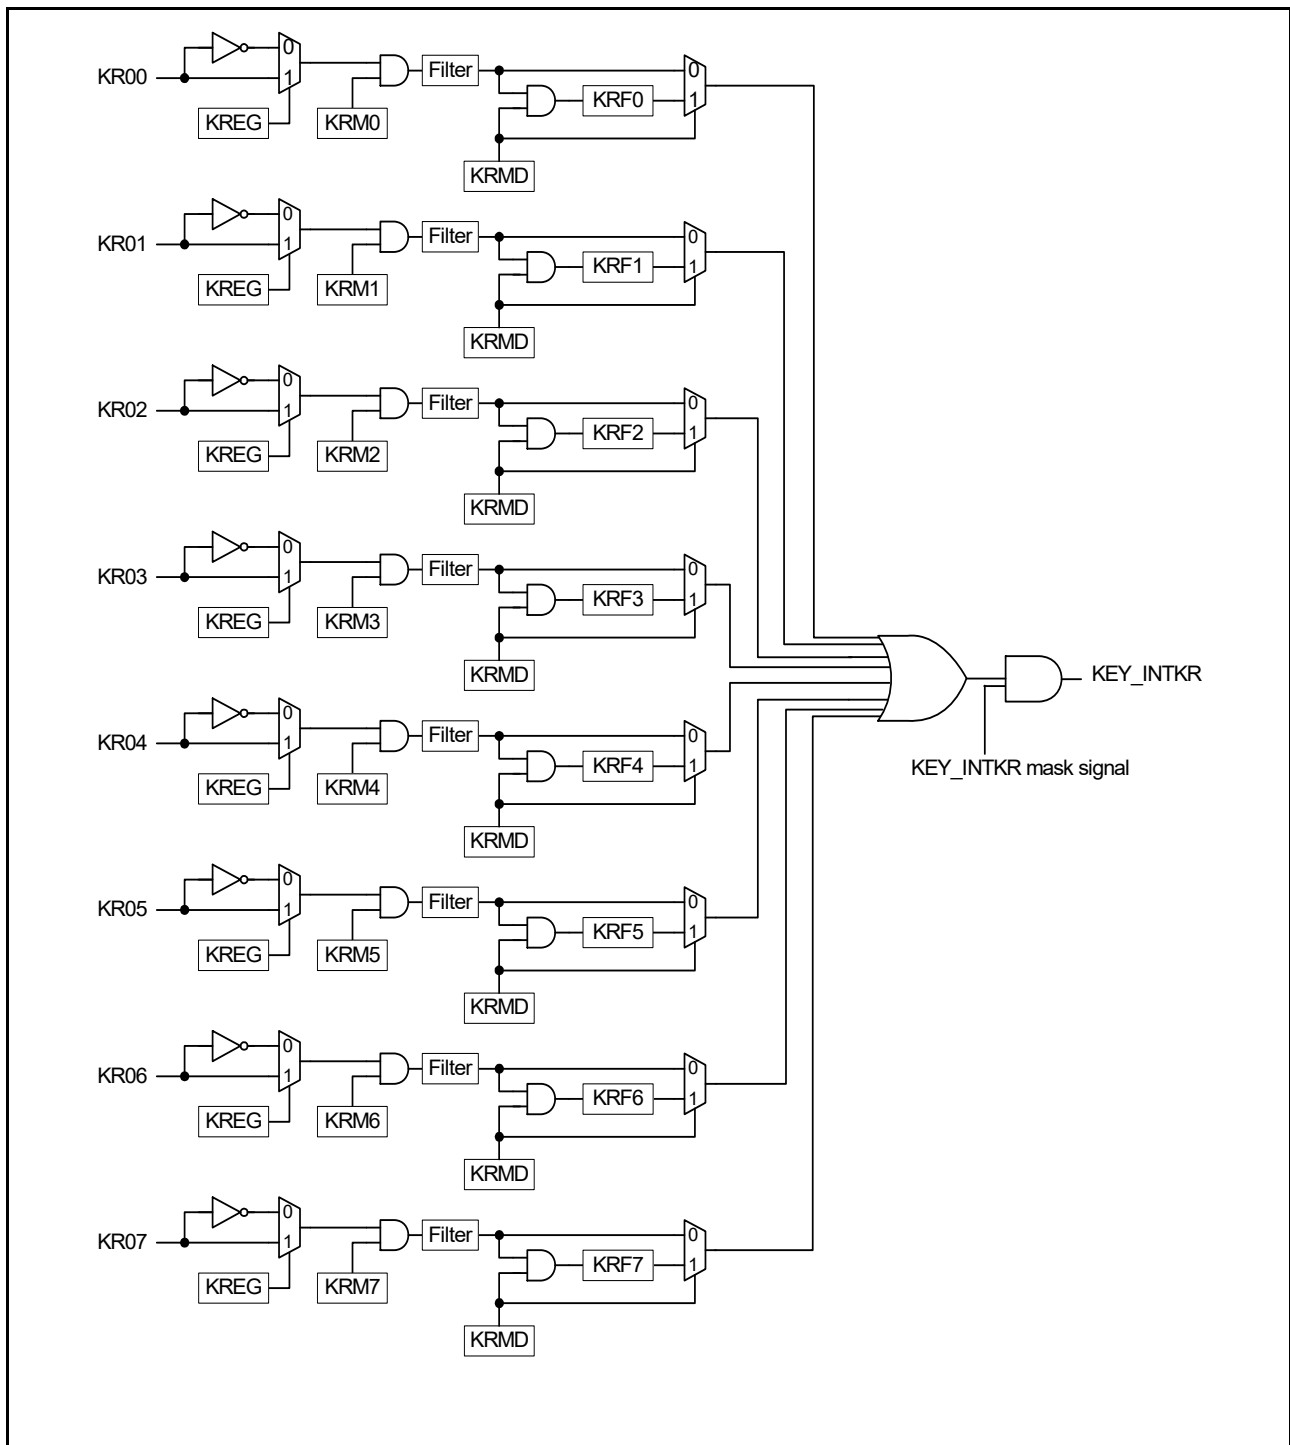 0
KR00 1 Filter 0
KREG KRM0 KRF0 1
KRMD
0
KR01 1 Filter 0
KREG KRM1 KRF1 1
KRMD
0
KR02 1 Filter 0
KREG KRM2 KRF2 1
KRMD
0
KR03 1 Filter 0
KREG KRM3 KRF3 1
KRMD
KEY_INTKR
KEY_INTKR mask signal
0
KR04 1 Filter 0
KREG KRM4 KRF4 1
KRMD
0
KR05 1 Filter 0
KREG KRM5 KRF5 1
KRMD
0
KR06 1 Filter 0
KREG KRM6 KRF6 1
KRMD
0
KR07 1 Filter 0
KREG KRM7 KRF7 1
KRMD